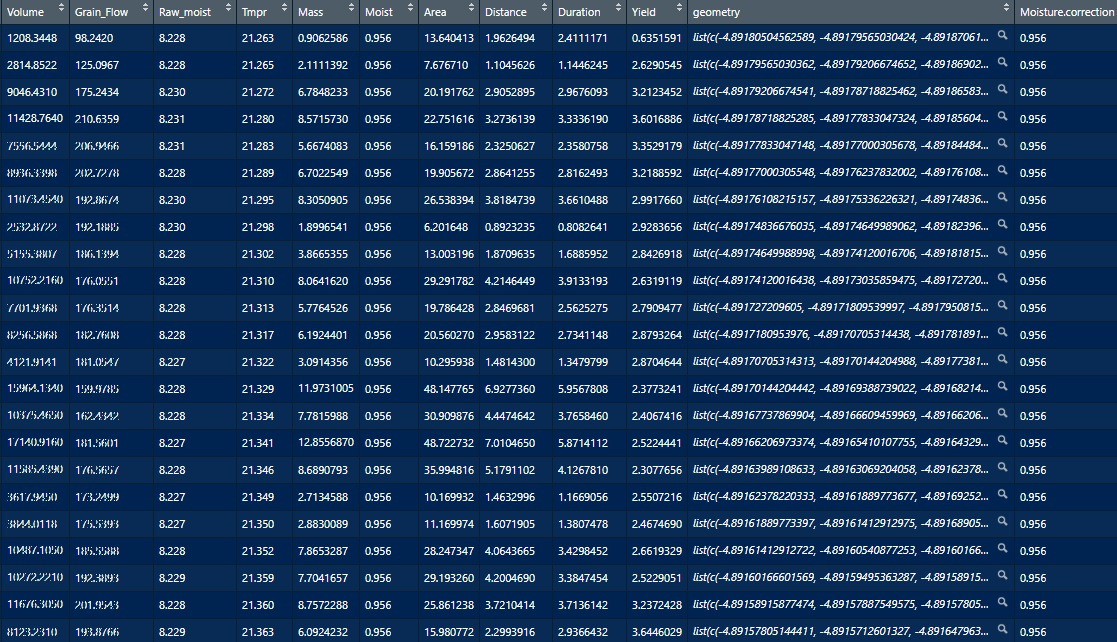 Volume Grain_Flow Raw_moist Tmpr Mass Moist Area Distance Duration Yield geometry Moisture.correction
1208.3448 98.2420 8.228 21.263 0.9062586 0.956 13.640413 1.9626494 2.4111171 0.6351591 list(c(-4.89180504562589, -4.89179565030424, -4.89187061... 0.956
2814.8522 125.0967 8.228 21.265 2.1111392 0.956 7.676710 1.1045626 1.1446245 2.6290545 list(c(-4.89179565030362, -4.89179206674652, -4.89186902... 0.956
9046.4310 175.2434 8.230 21.272 6.7848233 0.956 20.191762 2.9052895 2.9676093 3.2123452 list(c(-4.89179206674541, -4.89178718825462, -4.89186583... 0.956
11428.7640 210.6359 8.231 21.280 8.5715730 0.956 22.751616 3.2736139 3.3336190 3.6016886 list(c(-4.89178718825285, -4.89177833047324, -4.89185604... 0.956
7556.5444 206.9466 8.231 21.283 5.6674083 0.956 16.159186 2.3250627 2.3580758 3.3529179 list(c(-4.89177833047148, -4.89177000305678, -4.89184484... 0.956
8936.3398 202.7278 8.228 21.289 6.7022549 0.956 19.905672 2.8641255 2.8162493 3.2188592 list(c(-4.89177000305548, -4.89176237832002, -4.89176108... 0.956
11073.4540 192.8674 8.230 21.295 8.3050905 0.956 26.538394 3.8184739 3.6610488 2.9917660 list(c(-4.89176108215157, -4.89175336226321, -4.89174836... 0.956
2532.8722 192.1885 8.230 21.298 1.8996541 0.956 6.201648 0.8923235 0.8082641 2.9283656 list(c(-4.89174836676035, -4.89174649989062, -4.89182396... 0.956
5155.3807 186.1394 8.228 21.302 3.8665355 0.956 13.003196 1.8709635 1.6885952 2.8426918 list(c(-4.89174649988998, -4.89174120016706, -4.89181815... 0.956
10752.2160 176.0551 8.228 21.310 8.0641620 0.956 29.291782 4.2146449 3.9133193 2.6319119 list(c(-4.89174120016438, -4.89173035859475, -4.89172720... 0.956
7701.9368 176.3514 8.228 21.313 5.7764526 0.956 19.786428 2.8469681 2.5625275 2.7909477 list(c(-4.891727209605, -4.89171809539997, -4.8917950815... 0.956
8256.5868 182.7608 8.228 21.317 6.1924401 0.956 20.560270 2.9583122 2.7341148 2.8793264 list(c(-4.8917180953976, -4.89170705314438, -4.891781891... 0.956
4121.9141 181.0547 8.227 21.322 3.0914356 0.956 10.295938 1.4814300 1.3479799 2.8704644 list(c(-4.89170705314313, -4.89170144204988, -4.89177381... 0.956
15964.1340 159.9785 8.228 21.329 11.9731005 0.956 48.147765 6.9277360 5.9567808 2.3773241 list(c(-4.89170144204442, -4.89169388739022, -4.89168214... 0.956
10375.4650 162.4342 8.228 21.334 7.7815988 0.956 30.909876 4.4474642 3.7658460 2.4067416 list(c(-4.89167737869904, -4.89166609459969, -4.89166206... 0.956
17140.9160 181.5601 8.227 21.341 12.8556870 0.956 48.722732 7.0104650 5.8714112 2.5224441 list(c(-4.89166206973374, -4.89165410107755, -4.89164329... 0.956
11585.4390 176.5657 8.228 21.346 8.6890793 0.956 35.994816 5.1791102 4.1267810 2.3077656 list(c(-4.89163989108633, -4.89163069204058, -4.89162378... 0.956
3617.9450 173.2499 8.227 21.349 2.7134588 0.956 10.169932 1.4632996 1.1669056 2.5507216 list(c(-4.89162378220333, -4.89161889773677, -4.89169252... 0.956
3844.0118 175.5393 8.227 21.350 2.8830089 0.956 11.169974 1.6071905 1.3807478 2.4674690 list(c(-4.89161889773397, -4.89161412912975, -4.89168905... 0.956
10487.1050 185.5588 8.228 21.352 7.8653287 0.956 28.247347 4.0643665 3.4298452 2.6619329 list(c(-4.89161412912722, -4.89160540877253, -4.89160166... 0.956
10272.2210 192.3893 8.229 21.359 7.7041657 0.956 29.193260 4.2004690 3.3847454 2.5229051 list(c(-4.89160166601569, -4.89159495363287, -4.89158915... 0.956
11676.3050 201.9543 8.228 21.360 8.7572288 0.956 25.861238 3.7210414 3.7136142 3.2372428 list(c(-4.89158915877474, -4.89157887549575, -4.89157805... 0.956
8123.2310 193.8766 8.229 21.363 6.0924232 0.956 15.980772 2.2993916 2.9366432 3.6446029 list(c(-4.89157805144411, -4.8915712601327, -4.891647963... 0.956